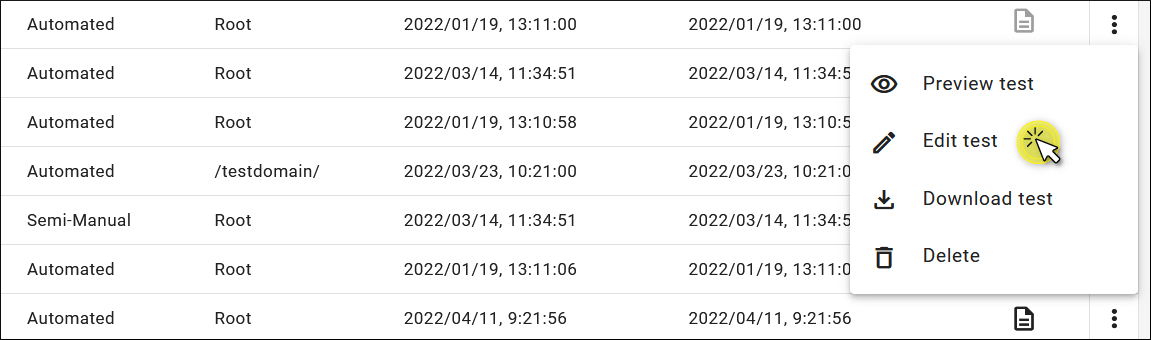 Automated Root 2022/01/19, 13:11:00 2022/01/19, 13:11:00
Automated Root 2022/03/14, 11:34:51 2022/03/14, 11:34:5
Preview test
Automated Root 2022/01/19, 13:10:58 2022/01/19, 13:10:5
Edit test
Automated /testdomain/ 2022/03/23, 10:21:00 2022/03/23, 10:21:0
Download test
Semi-Manual Root 2022/03/14, 11:34:51 2022/03/14, 11:34:5
Delete
Automated Root 2022/01/19, 13:11:06 2022/01/19, 13:11:0
Automated Root 2022/04/11, 9:21:56 2022/04/11, 9:21:56